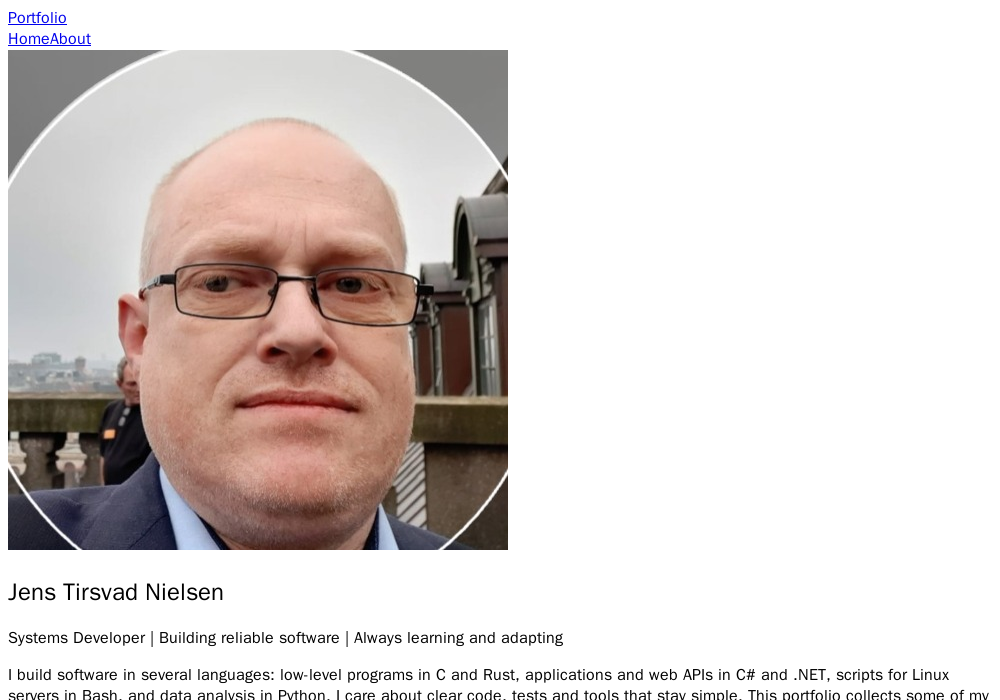 Portfolio
HomeAbout
Jens Tirsvad Nielsen
Systems Developer | Building reliable software | Always learning and adapting
I build software in several languages: low-level programs in C and Rust, applications and web APIs in C# and .NET, scripts for Linux
servers in Bash, and data analysis in Python. I care about clear code, tests and tools that stay simple. This portfolio collects some of my